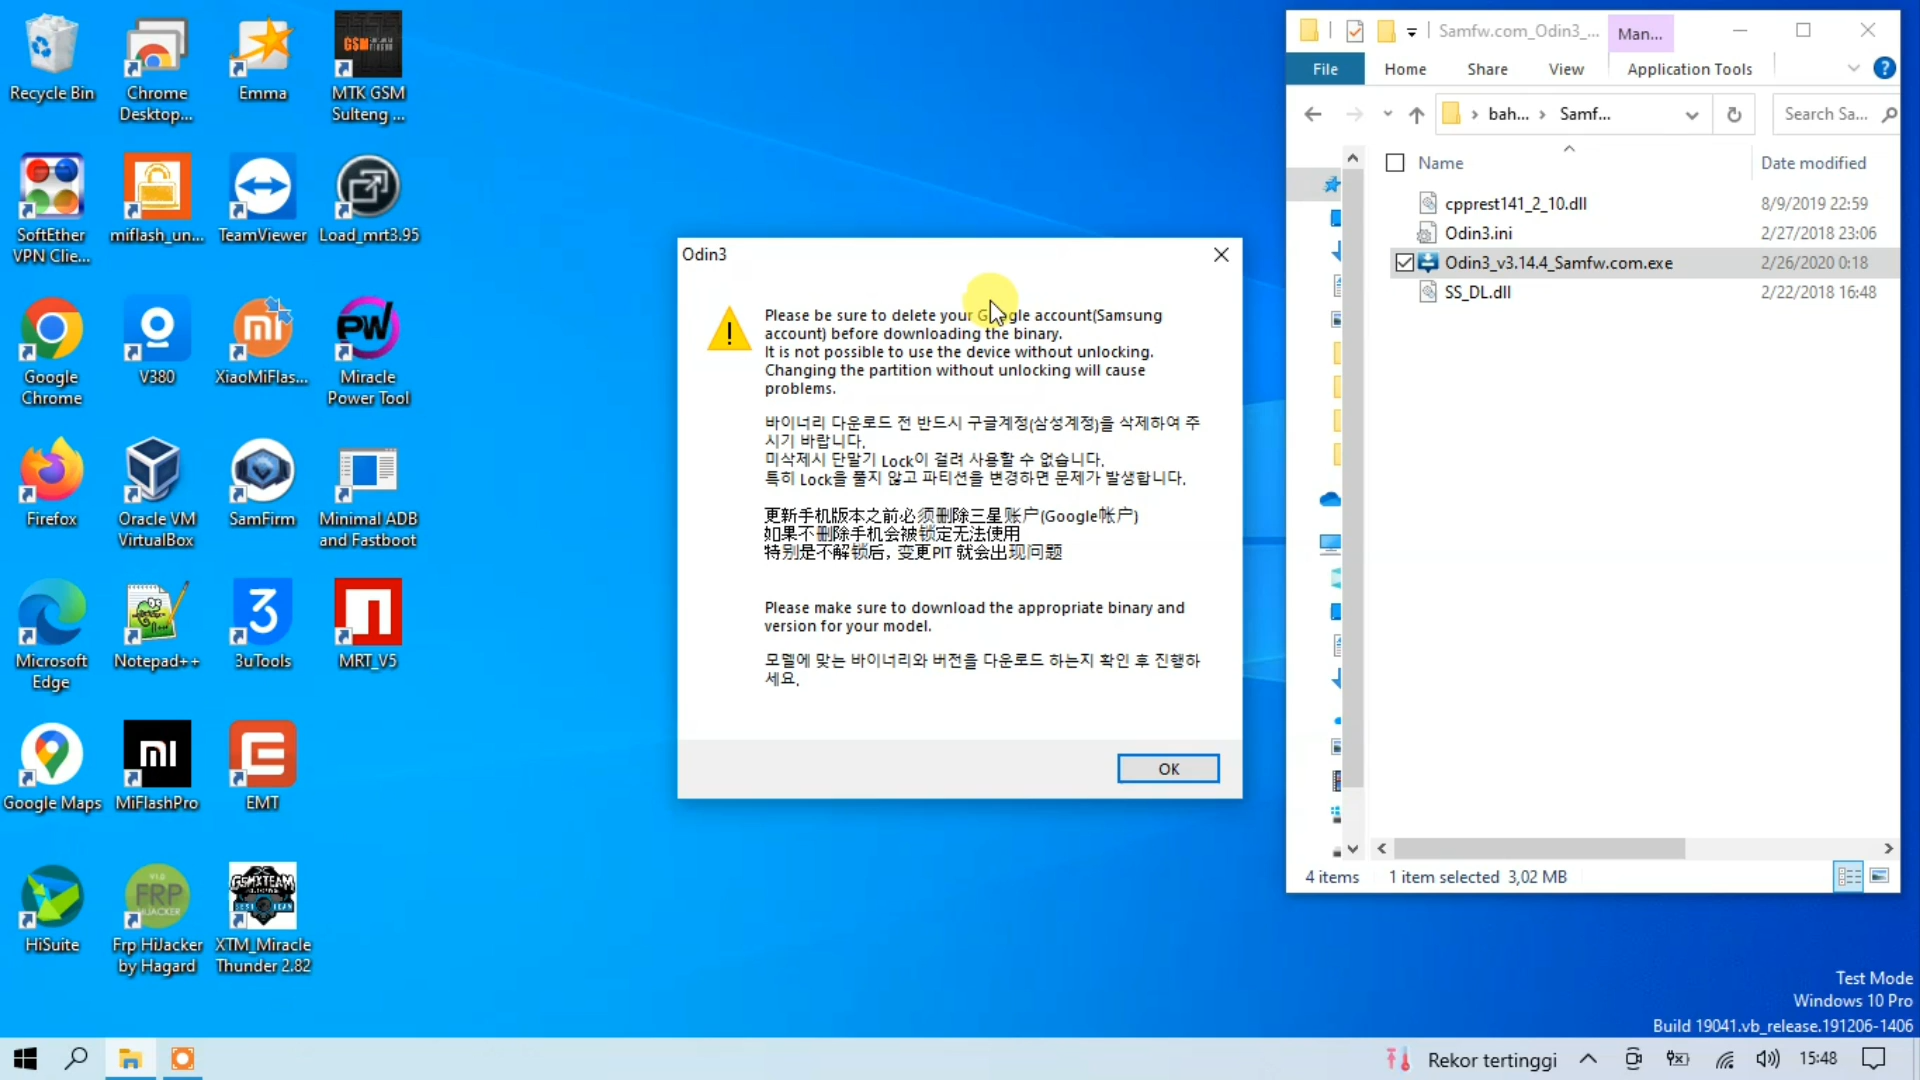 Recycle Bin
Chrome
Desktop...
Emma
GSM
MTK GSM
Sulteng ...
SoftEther
VPN Clie...
miflash_un...
TeamViewer
Load_mrt3.95
Google
Chrome
V380
XiaoMiFlas...
Miracle
Power Tool
Firefox
Oracle VM
VirtualBox
SamFirm
Minimal ADB
and Fastboot
Microsoft
Edge
Notepad++
3
3uTools
MRT_V5
Google Maps
MiFlashPro
EMT
HiSuite
FRP
Frp HiJacker
by Hagard
GSMXTEAM
XTM_Miracle
Thunder 2.82
Odin3
Please be sure to delete your Google account(Samsung
account) before downloading the binary.
It is not possible to use the device without unlocking.
Changing the partition without unlocking will cause
problems.
바이너리 다운로드 전 반드시 구글계정(삼성계정)을 삭제하여 주
시기 바랍니다.
미삭제시 단말기 Lock이 걸려 사용할 수 없습니다.
특히 Lock을 풀지 않고 파티션을 변경하면 문제가 발생합니다.
更新手机版本之前必须删除三星账户(Google帐户)
如果不删除手机会被锁定无法使用
特别是不解锁后, 变更PIT 就会出现问题
Please make sure to download the appropriate binary and
version for your model.
모델에 맞는 바이너리와 버전을 다운로드 하는지 확인 후 진행하
세요.
OK
Samfw.com_Odin3_...
Man...
File
Home
Share
View
Application Tools
bah...
Samf...
Search Sa...
Name
Date modified
cpprest141_2_10.dll 8/9/2019 22:59
Odin3.ini 2/27/2018 23:06
Odin3_v3.14.4_Samfw.com.exe 2/26/2020 0:18
SS_DL.dll 2/22/2018 16:48
4 items
1 item selected 3,02 MB
Test Mode
Windows 10 Pro
Build 19041.vb_release.191206-1406
Rekor tertinggi
15:48